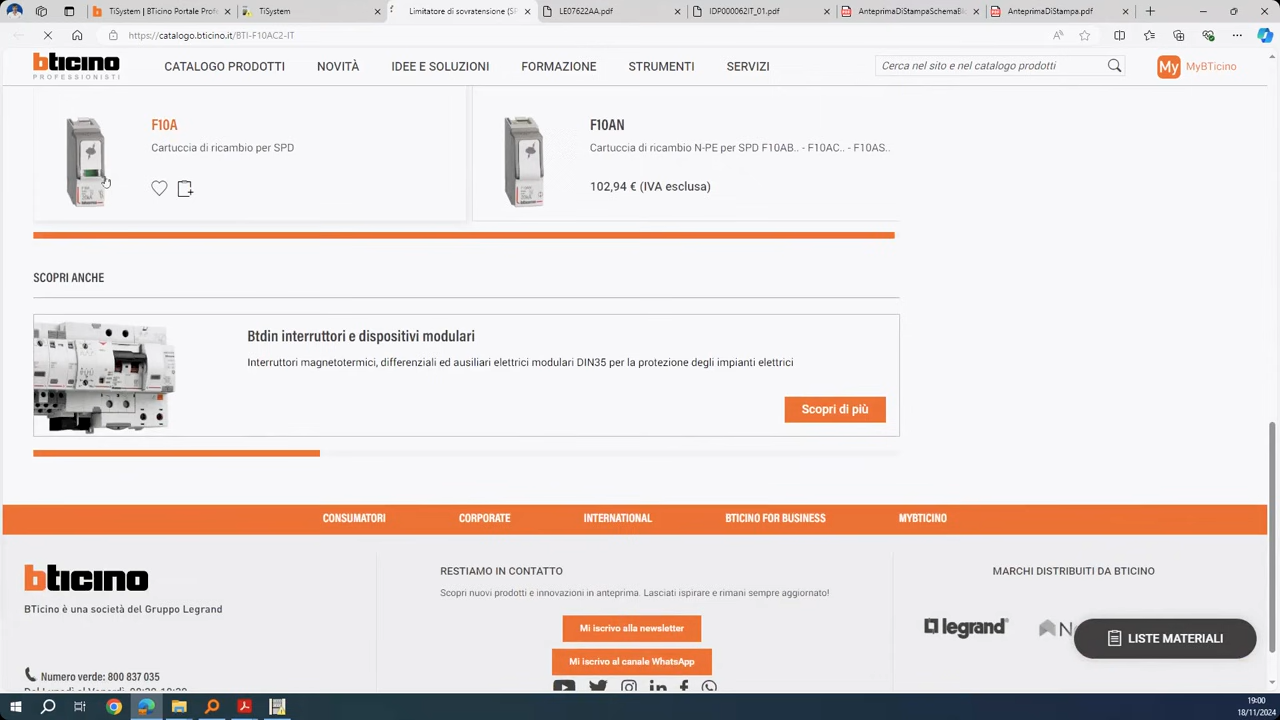 TiSystem | BTicino Portale Prof
TiSystem
Limitatore di sovratensione (SP
LE07622AA.pdf
IDP000062IT_01.pdf
AnteprimaDiStampaSchemaBlo
AnteprimaDiStampa.pdf
https://catalogo.bticino.it/BTI-F10AC2-IT
bticino
PROFESSIONISTI
CATALOGO PRODOTTI
NOVITÀ
IDEE E SOLUZIONI
FORMAZIONE
STRUMENTI
SERVIZI
Cerca nel sito e nel catalogo prodotti
My
MyBTicino
F10A
Cartuccia di ricambio per SPD
F10AN
Cartuccia di ricambio N-PE per SPD F10AB.. - F10AC.. - F10AS..
102,94 € (IVA esclusa)
SCOPRI ANCHE
Btdin interruttori e dispositivi modulari
Interruttori magnetotermici, differenziali ed ausiliari elettrici modulari DIN35 per la protezione degli impianti elettrici
Scopri di più
CONSUMATORI
CORPORATE
INTERNATIONAL
BTICINO FOR BUSINESS
MYBTICINO
bticino
BTicino è una società del Gruppo Legrand
Numero verde: 800 837 035
RESTIAMO IN CONTATTO
Scopri nuovi prodotti e innovazioni in anteprima. Lasciati ispirare e rimani sempre aggiornato!
Mi iscrivo alla newsletter
Mi iscrivo al canale WhatsApp
MARCHI DISTRIBUITI DA BTICINO
legrand
LISTE MATERIALI
19:00
18/11/2024